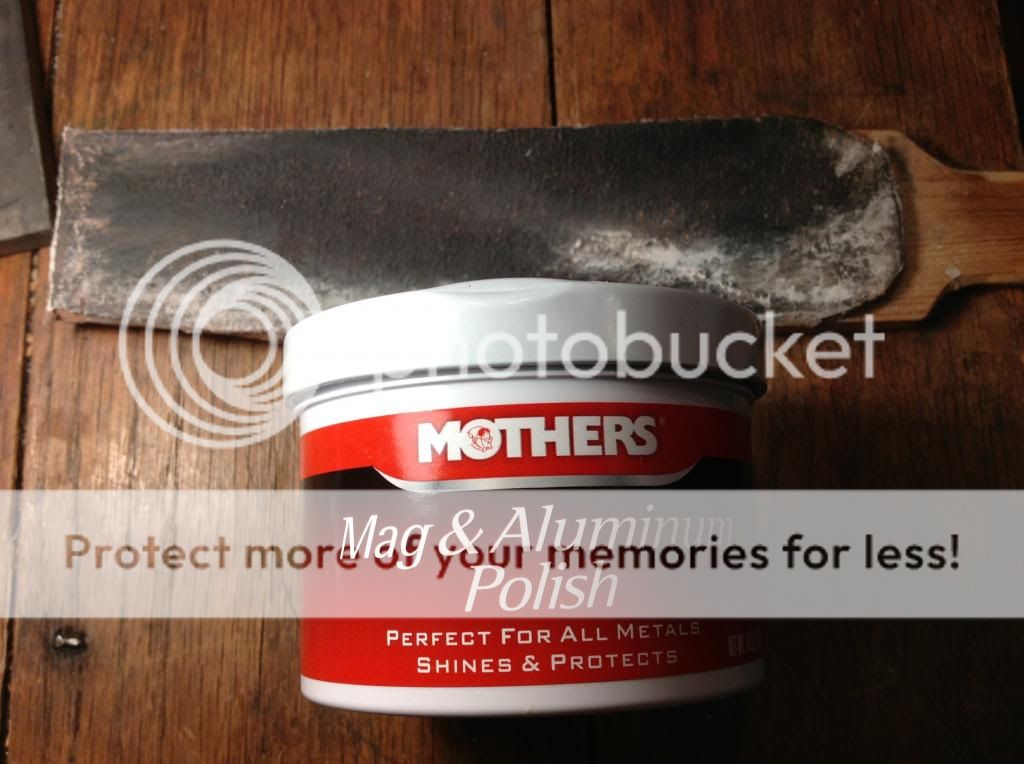 photobucket
MOTHERS®
Mag & Aluminum
Protect more of your memories for less!
Polish
PERFECT FOR ALL METALS
SHINES & PROTECTS